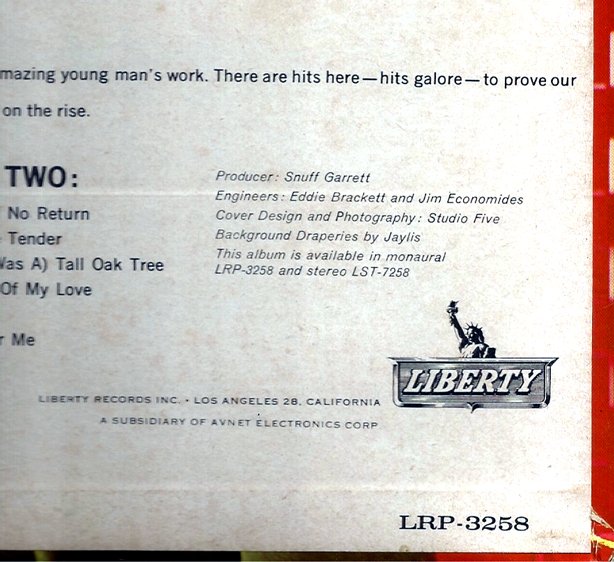 mazing young man's work. There are hits here—hits galore—to prove our
on the rise.
TWO:
No Return
Tender
Was A) Tall Oak Tree
Of My Love
r Me
Producer: Snuff Garrett
Engineers: Eddie Brackett and Jim Economides
Cover Design and Photography: Studio Five
Background Draperies by Jaylis
This album is available in monaural
LRP-3258 and stereo LST-7258
LIBERTY
LIBERTY RECORDS INC. • LOS ANGELES 28, CALIFORNIA
A SUBSIDIARY OF AVNET ELECTRONICS CORP
LRP-3258